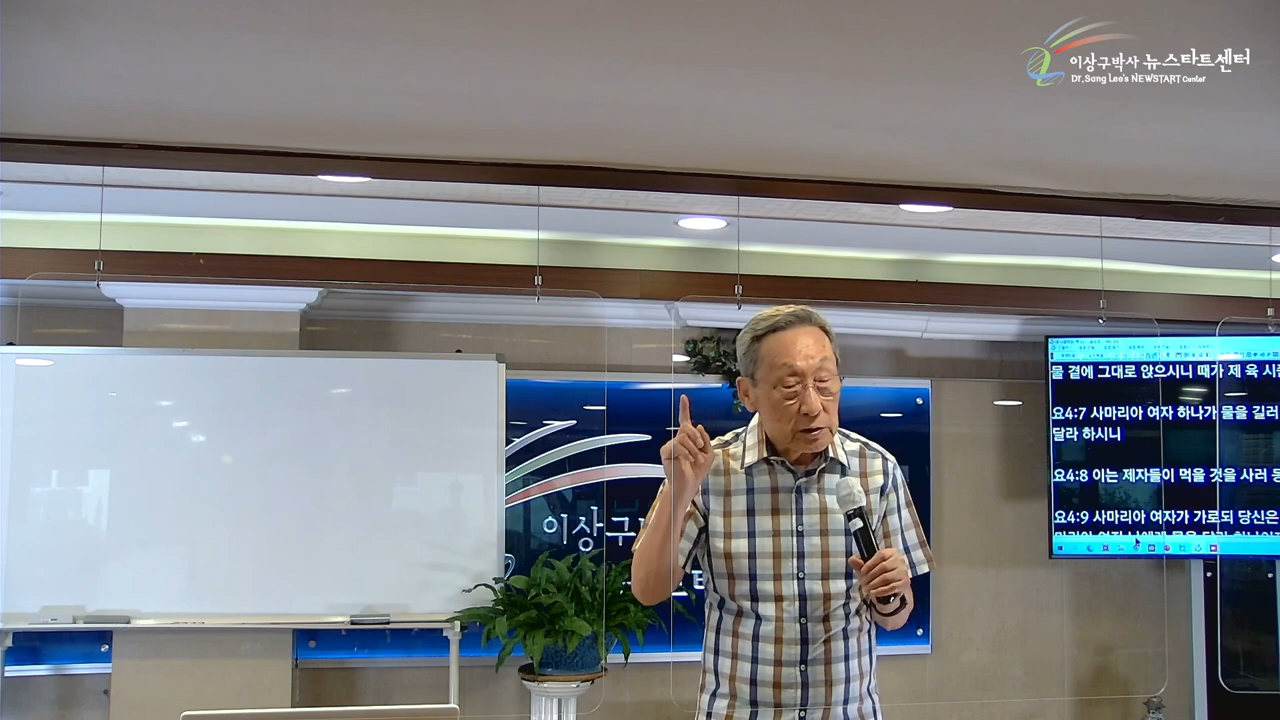 이상구박사 뉴스타트센터
Dr. Sang Lee's NEWSTART Center
물 곁에 그대로 앉으시니 때가 제 육 시
요4:7 사마리아 여자 하나가 물을 길러
달라 하시니
요4:8 이는 제자들이 먹을 것을 사러
요4:9 사마리아 여자가 가로되 당신은
이상구